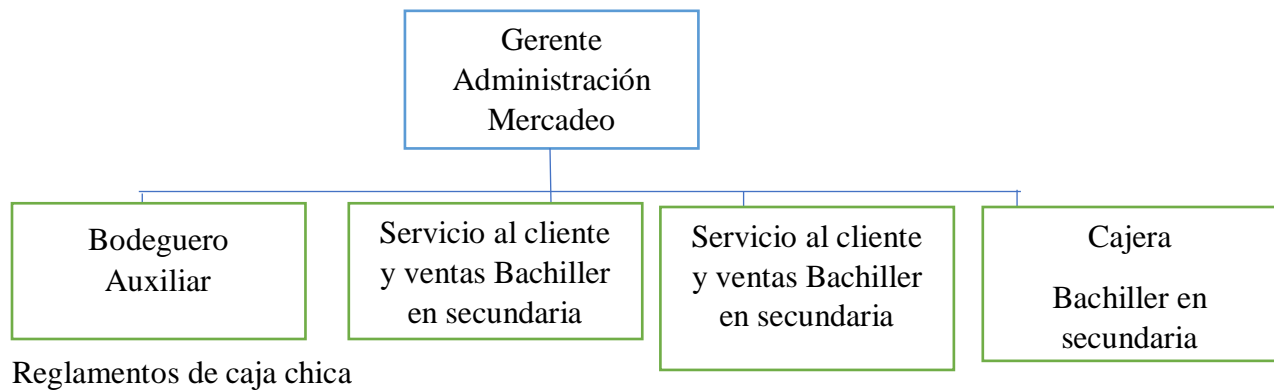 Gerente
Administración
Mercadeo
Bodeguero
Auxiliar
Servicio al cliente
y ventas Bachiller
en secundaria
Servicio al cliente
y ventas Bachiller
en secundaria
Cajera
Bachiller en
secundaria
Reglamentos de caja chica